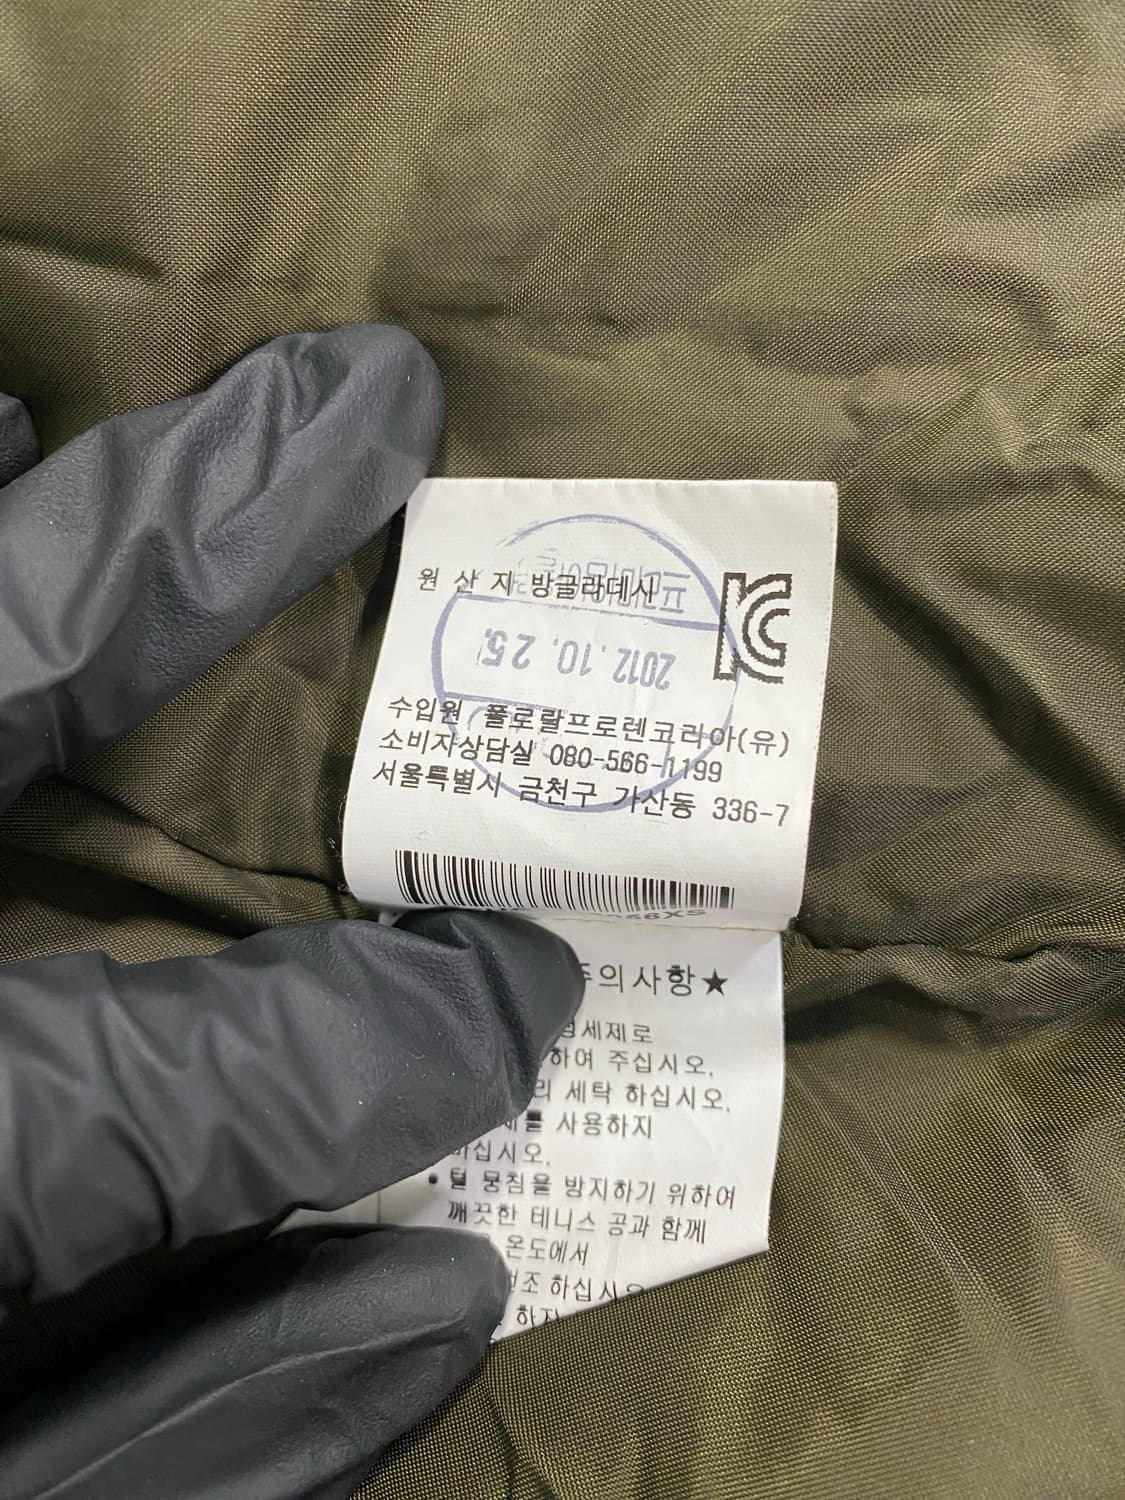 원 산 지 방글라데시
2012. 10. 25.
수입원 폴로랄프로렌코리아(유)
소비자상담실 080-566-1199
서울특별시 금천구 가산동 336-7
56XS
주의사항★
세제로
하여 주십시오.
세탁 하십시오.
사용하지
마십시오.
• 털 뭉침을 방지하기 위하여
깨끗한 테니스 공과 함께
온도에서
건조 하십시오